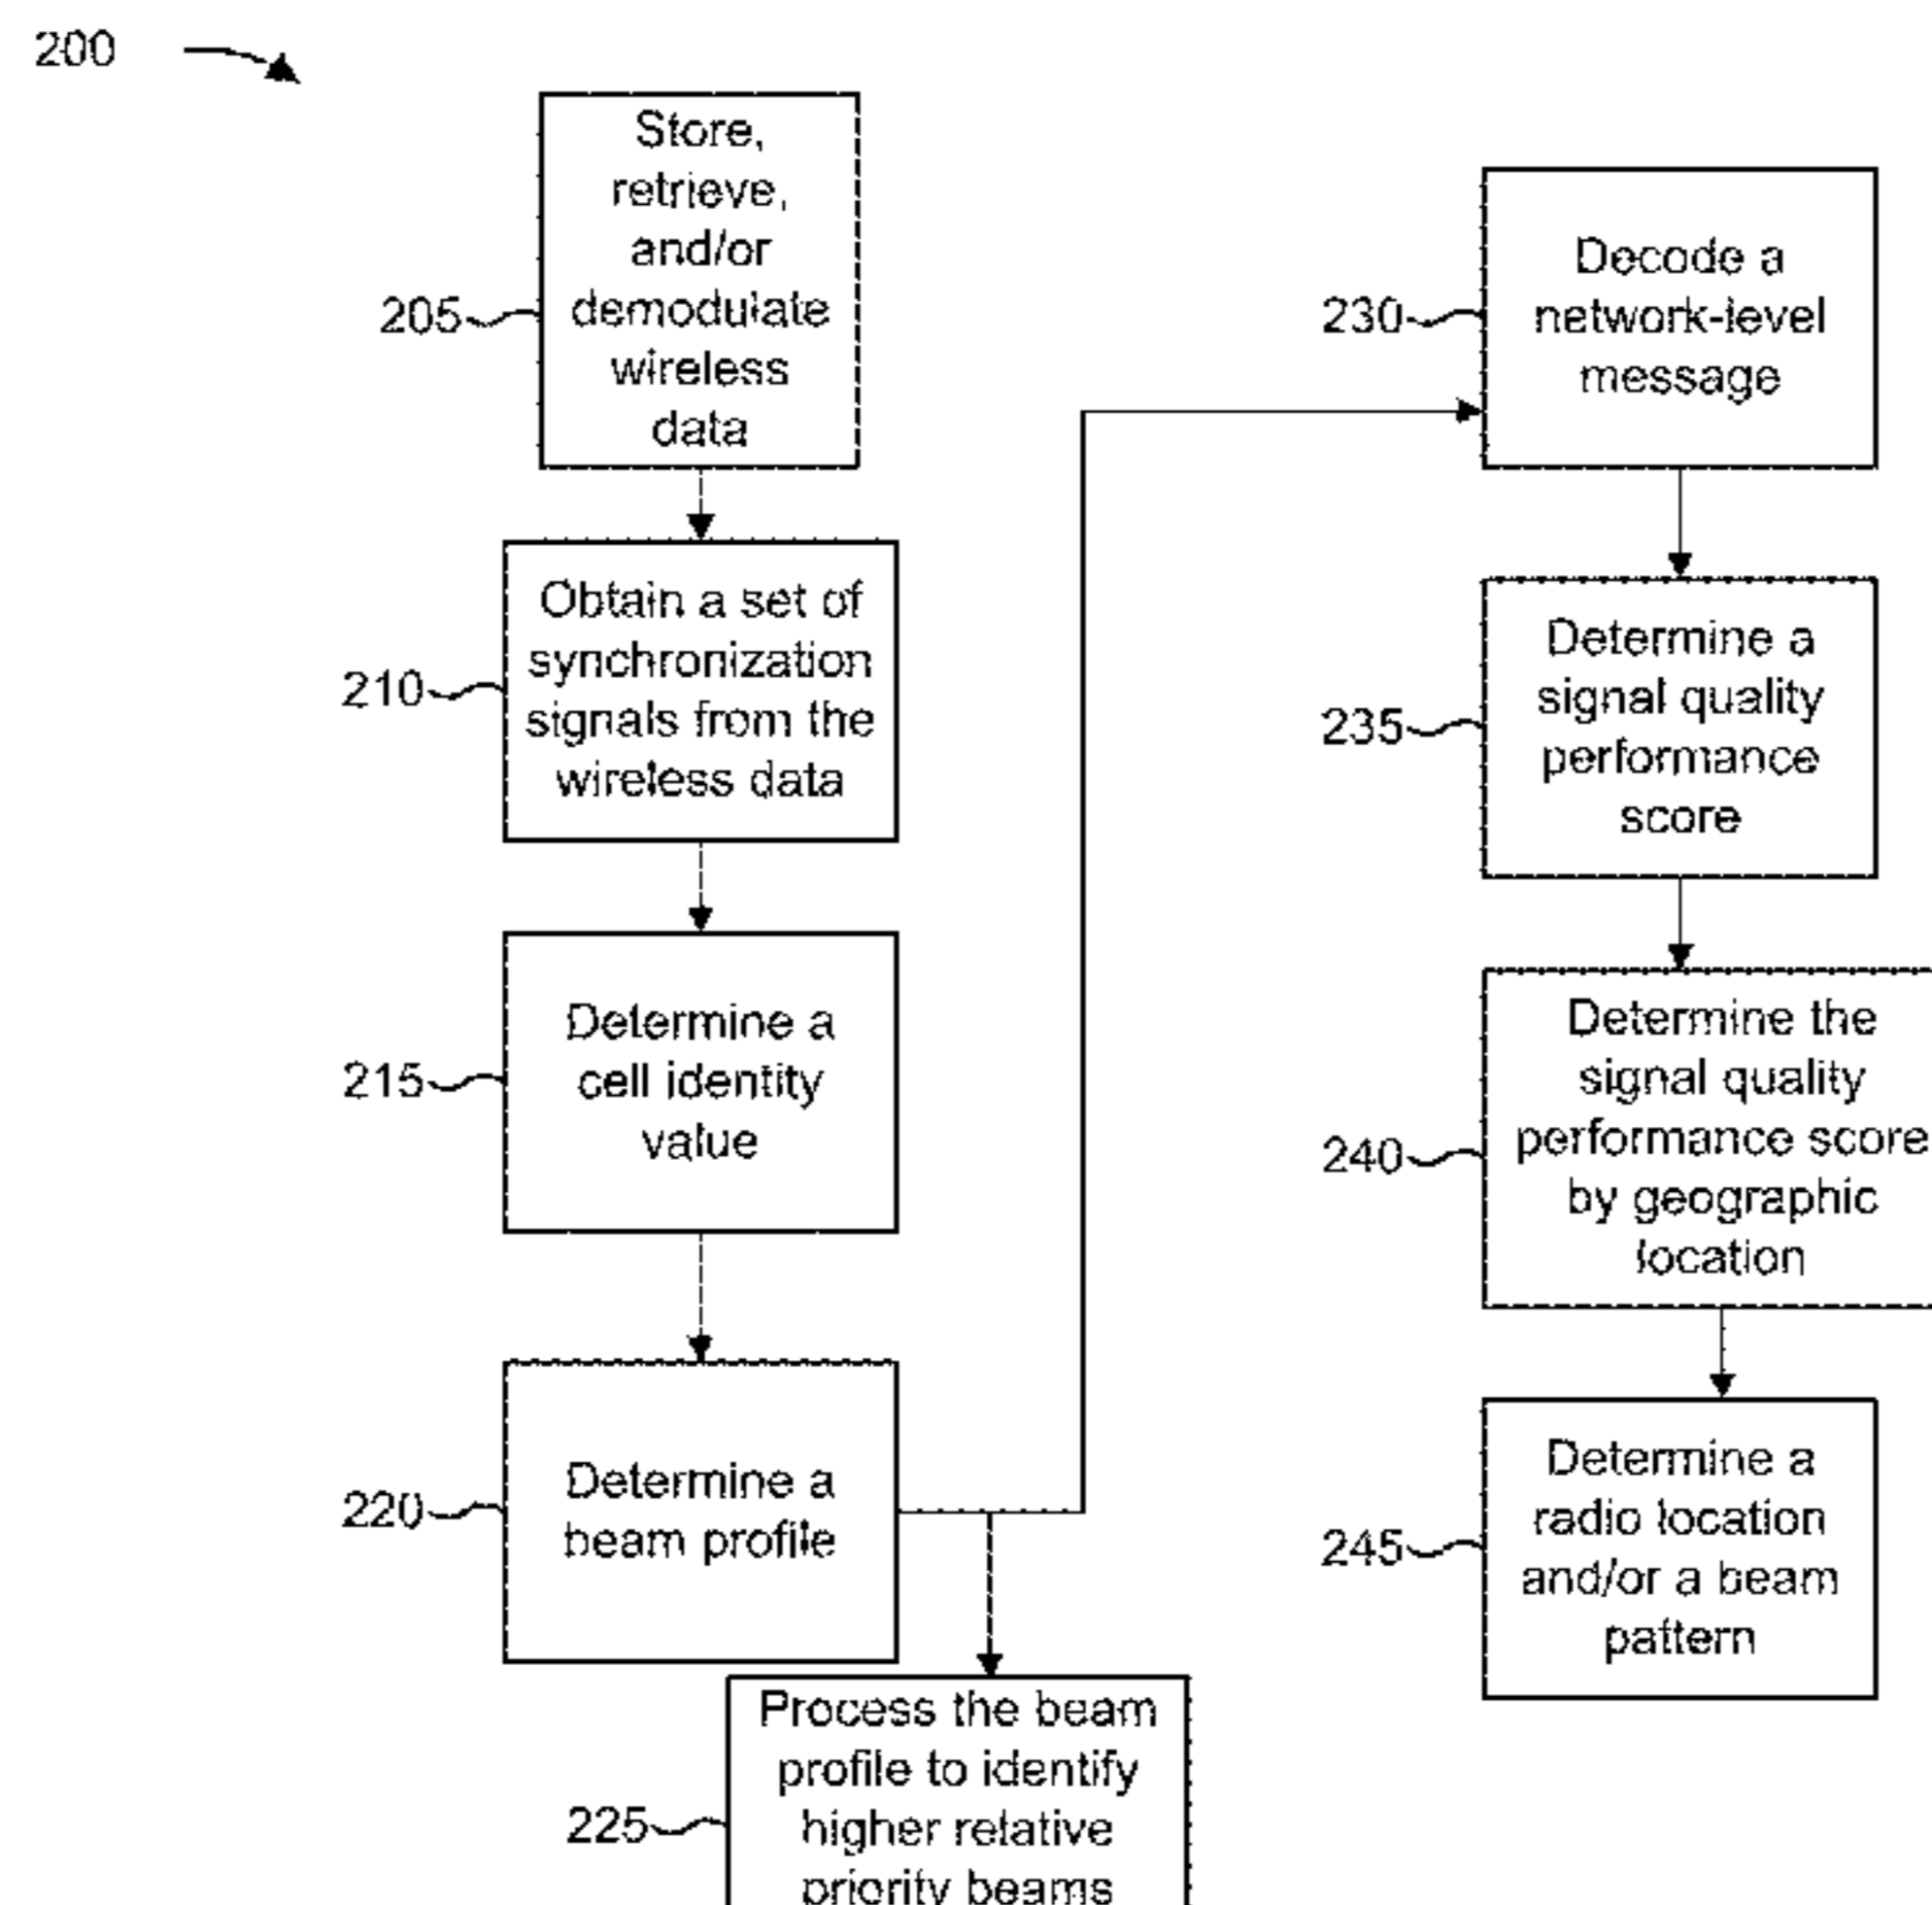 200
Store,
retrieve,
and/or
demodulate
wireless
data
205
Obtain a set of
synchronization
signals from the
wireless data
210
Determine a
cell identity
value
215
Determine a
beam profile
220
Process the beam
profile to identify
higher relative
priority beams
225
Decode a
network-level
message
230
Determine a
signal quality
performance
score
235
Determine the
signal quality
performance score
by geographic
location
240
Determine a
radio location
and/or a beam
pattern
245